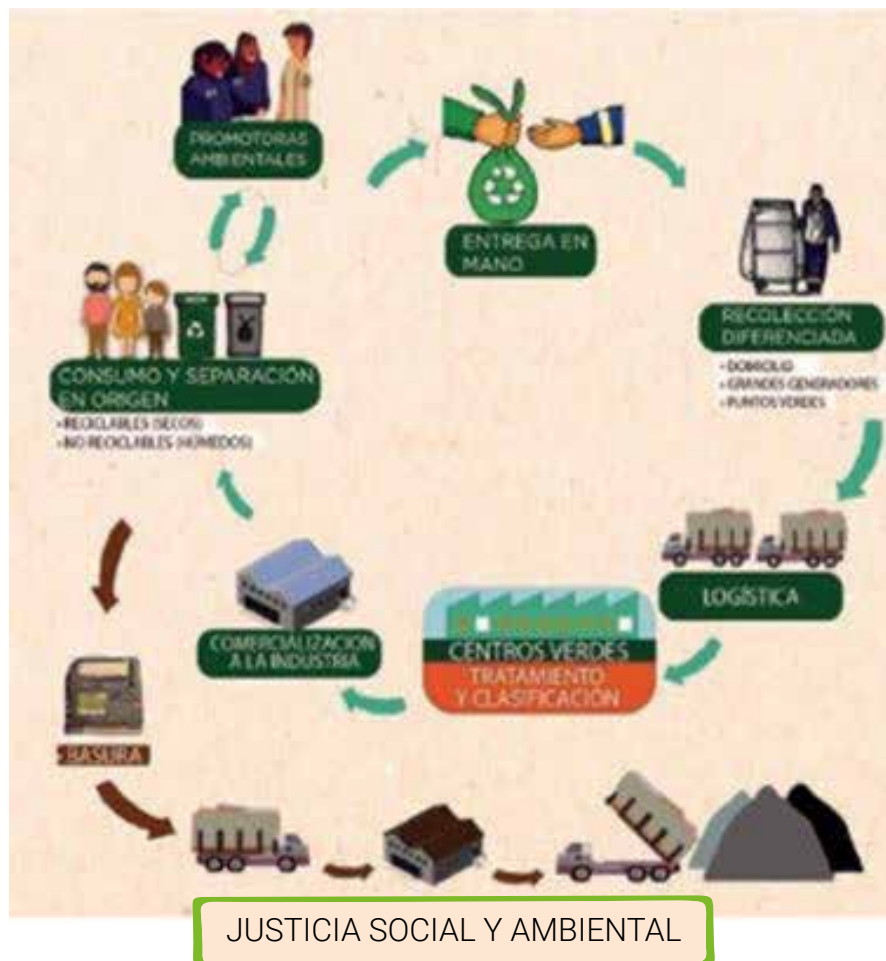 PROMOTORAS
AMBIENTALES
ENTREGA EN
MANO
RECOLECCIÓN
DIFERENCIADA
• DOMICILIO
• GRANDES GENERADORES
• PUNTOS VERDES
CONSUMO Y SEPARACIÓN
EN ORIGEN
• RECICLABLES (SECOS)
• NO RECICLABLES (HÚMEDOS)
LOGÍSTICA
CENTROS VERDES
TRATAMIENTO
Y CLASIFICACIÓN
COMERCIALIZACION
A LA INDUSTRIA
• BASURA
JUSTICIA SOCIAL Y AMBIENTAL